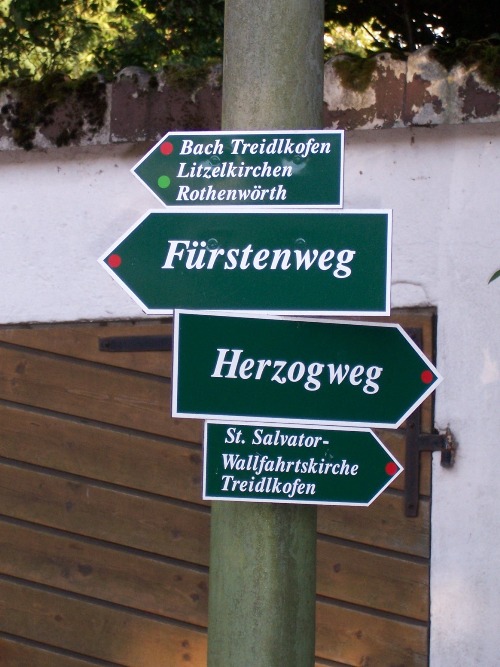 Bach Treidlkofen
Litzelkirchen
Rothenwörth
Fürstenweg
Herzogweg
St. Salvator-
Wallfahrtskirche
Treidlkofen